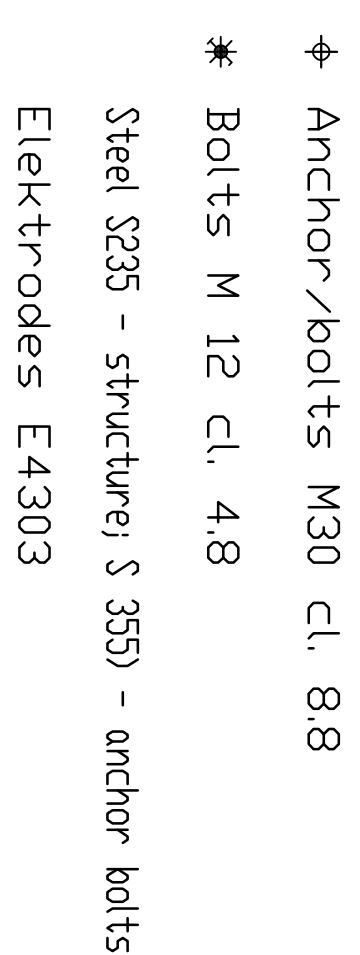 Anchor/bolts M30 cl. 8.8
Bolts M 12 cl. 4.8
Steel S235 - structure; S 355) - anchor bolts
Elektrodes E4303